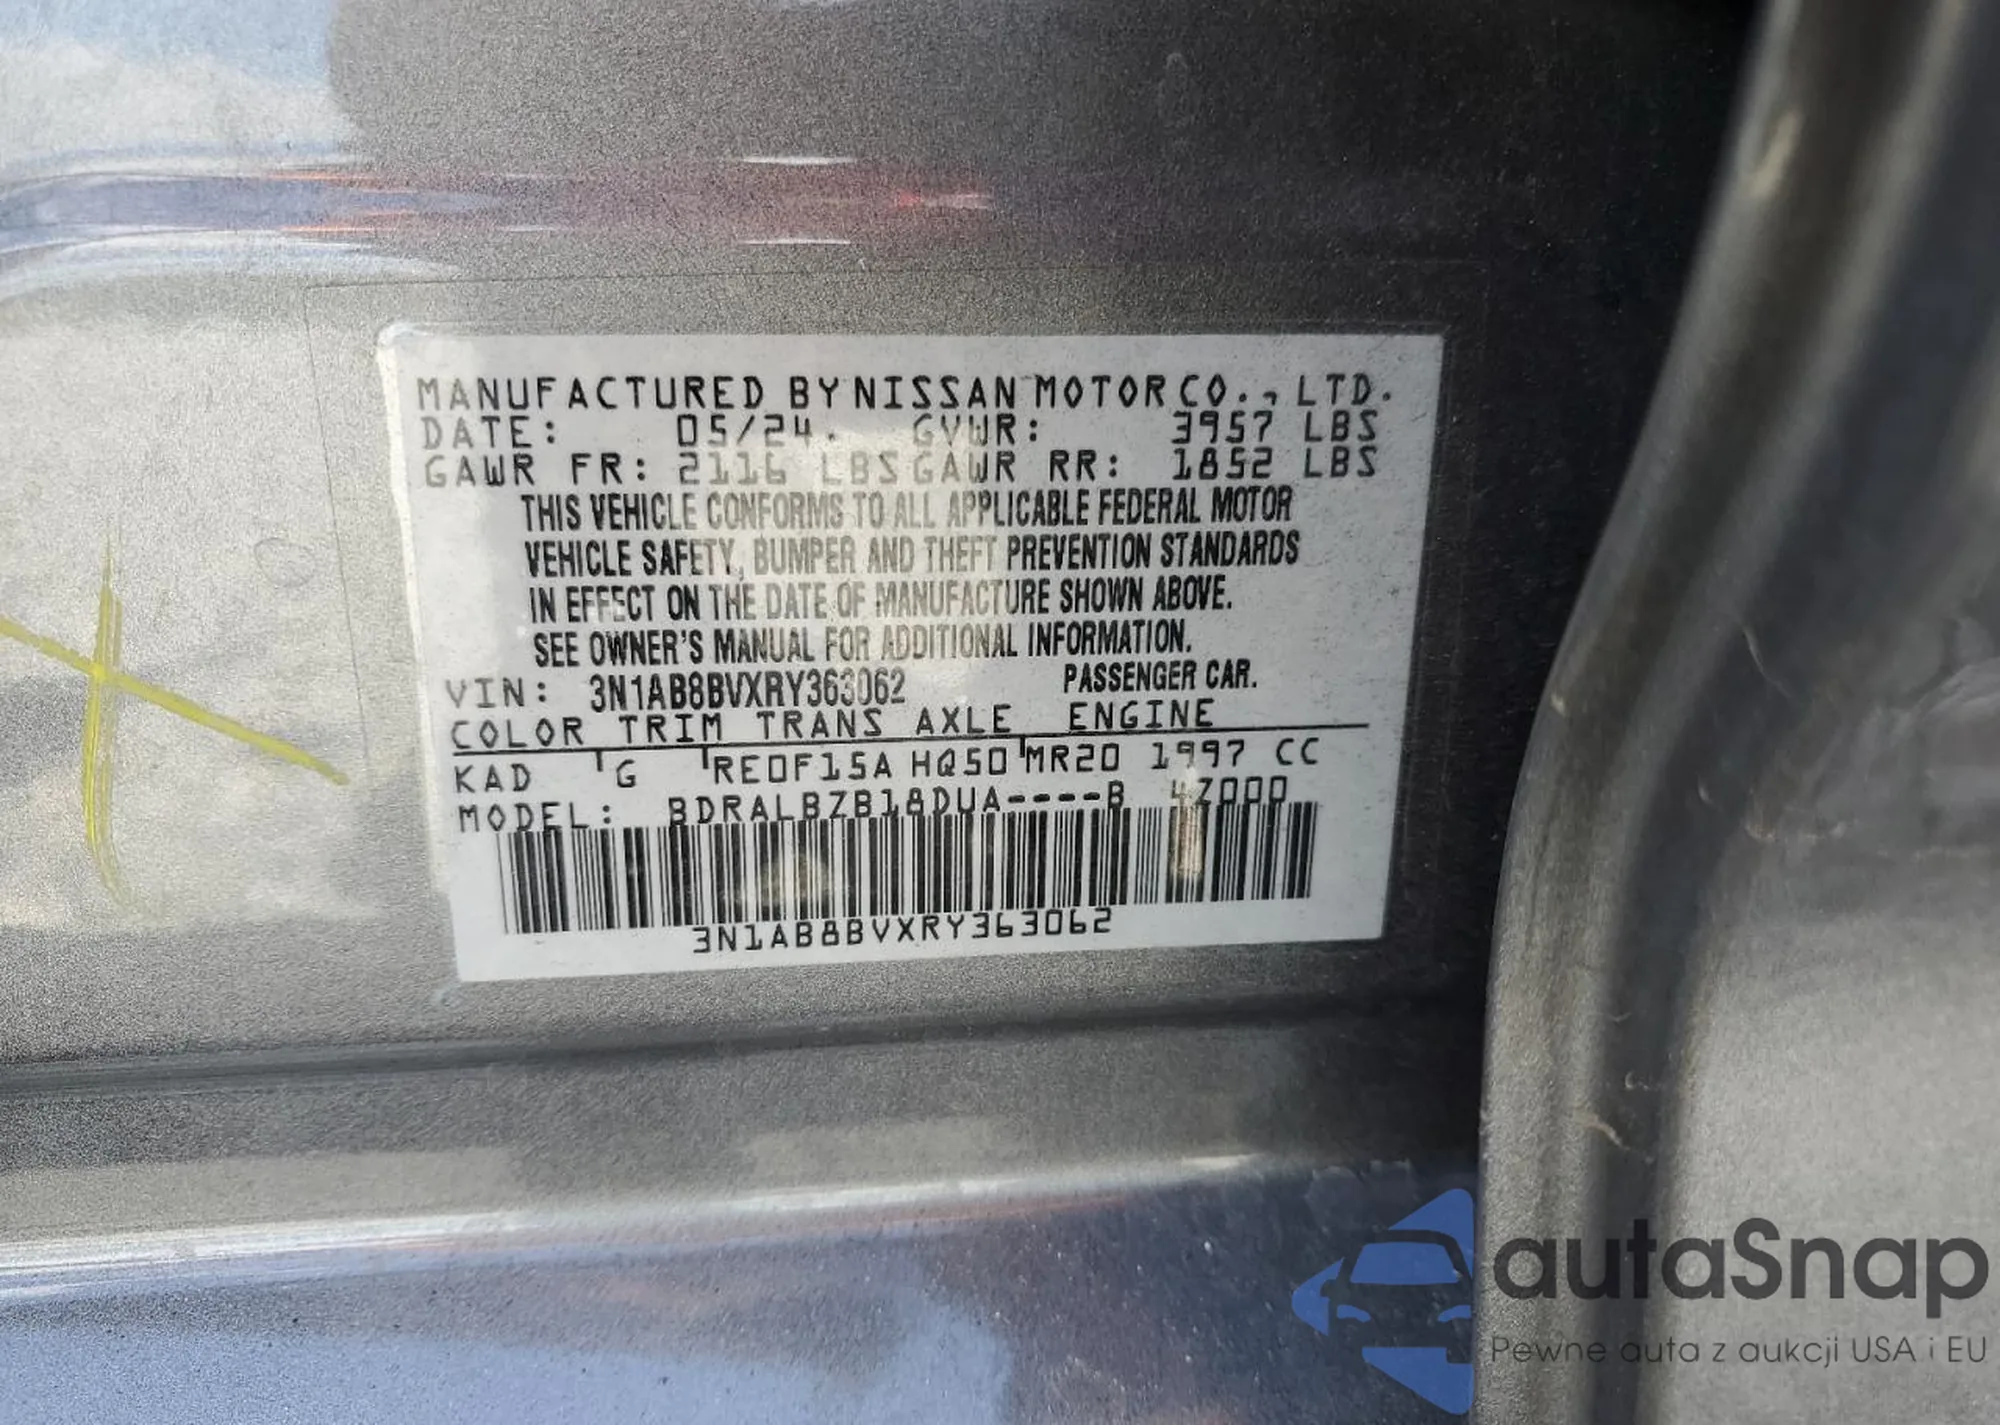 MANUFACTURED BY NISSAN MOTOR CO., LTD.
DATE: 05/24. GVWR: 3957 LBS
GAWR FR: 2116 LBS GAWR RR: 1852 LBS
THIS VEHICLE CONFORMS TO ALL APPLICABLE FEDERAL MOTOR
VEHICLE SAFETY, BUMPER AND THEFT PREVENTION STANDARDS
IN EFFECT ON THE DATE OF MANUFACTURE SHOWN ABOVE.
SEE OWNER'S MANUAL FOR ADDITIONAL INFORMATION.
VIN: 3N1AB8BVXRY363062 PASSENGER CAR.
COLOR TRIM TRANS AXLE ENGINE
KAD G RE0F15A HQ50 MR20 1997 CC
MODEL: BDRALBZB18DUA----B 4Z000
3N1AB8BVXRY363062
autaSnap
Pewne auta z aukcji USA i EU